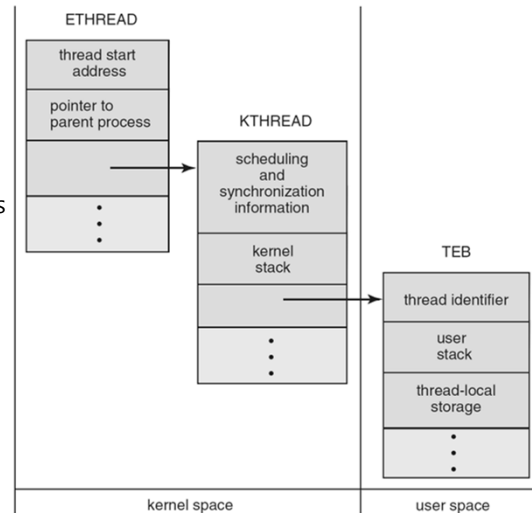 ETHREAD
thread start
address
pointer to
parent process
KTHREAD
scheduling
and
synchronization
information
kernel
stack
TEB
thread identifier
user
stack
thread-local
storage
kernel space
user space